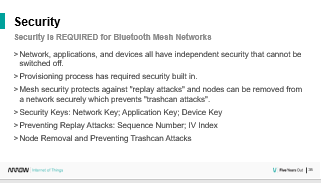 Security
Security is REQUIRED for Bluetooth Mesh Networks
> Network, applications, and devices all have independent security that cannot be
switched off.
> Provisioning process has required security built in.
> Mesh security protects against "replay attacks" and nodes can be removed from
a network securely which prevents "trashcan attacks".
> Security Keys: Network Key; Application Key; Device Key
> Preventing Replay Attacks: Sequence Number; IV Index
> Node Removal and Preventing Trashcan Attacks
ARROW Internet of Things
Five Years Out